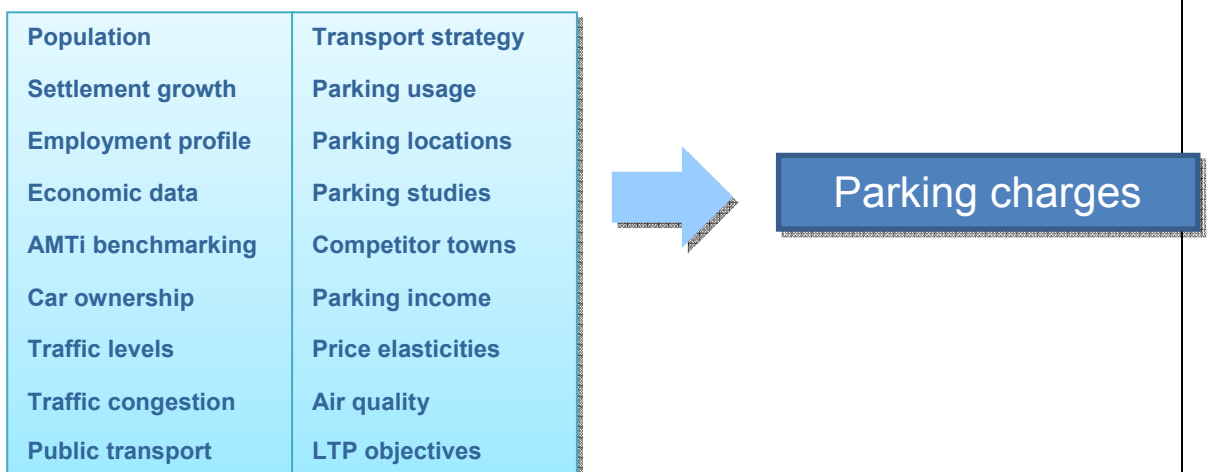 Population
Settlement growth
Employment profile
Economic data
AMTi benchmarking
Car ownership
Traffic levels
Traffic congestion
Public transport
Transport strategy
Parking usage
Parking locations
Parking studies
Competitor towns
Parking income
Price elasticities
Air quality
LTP objectives
Parking charges